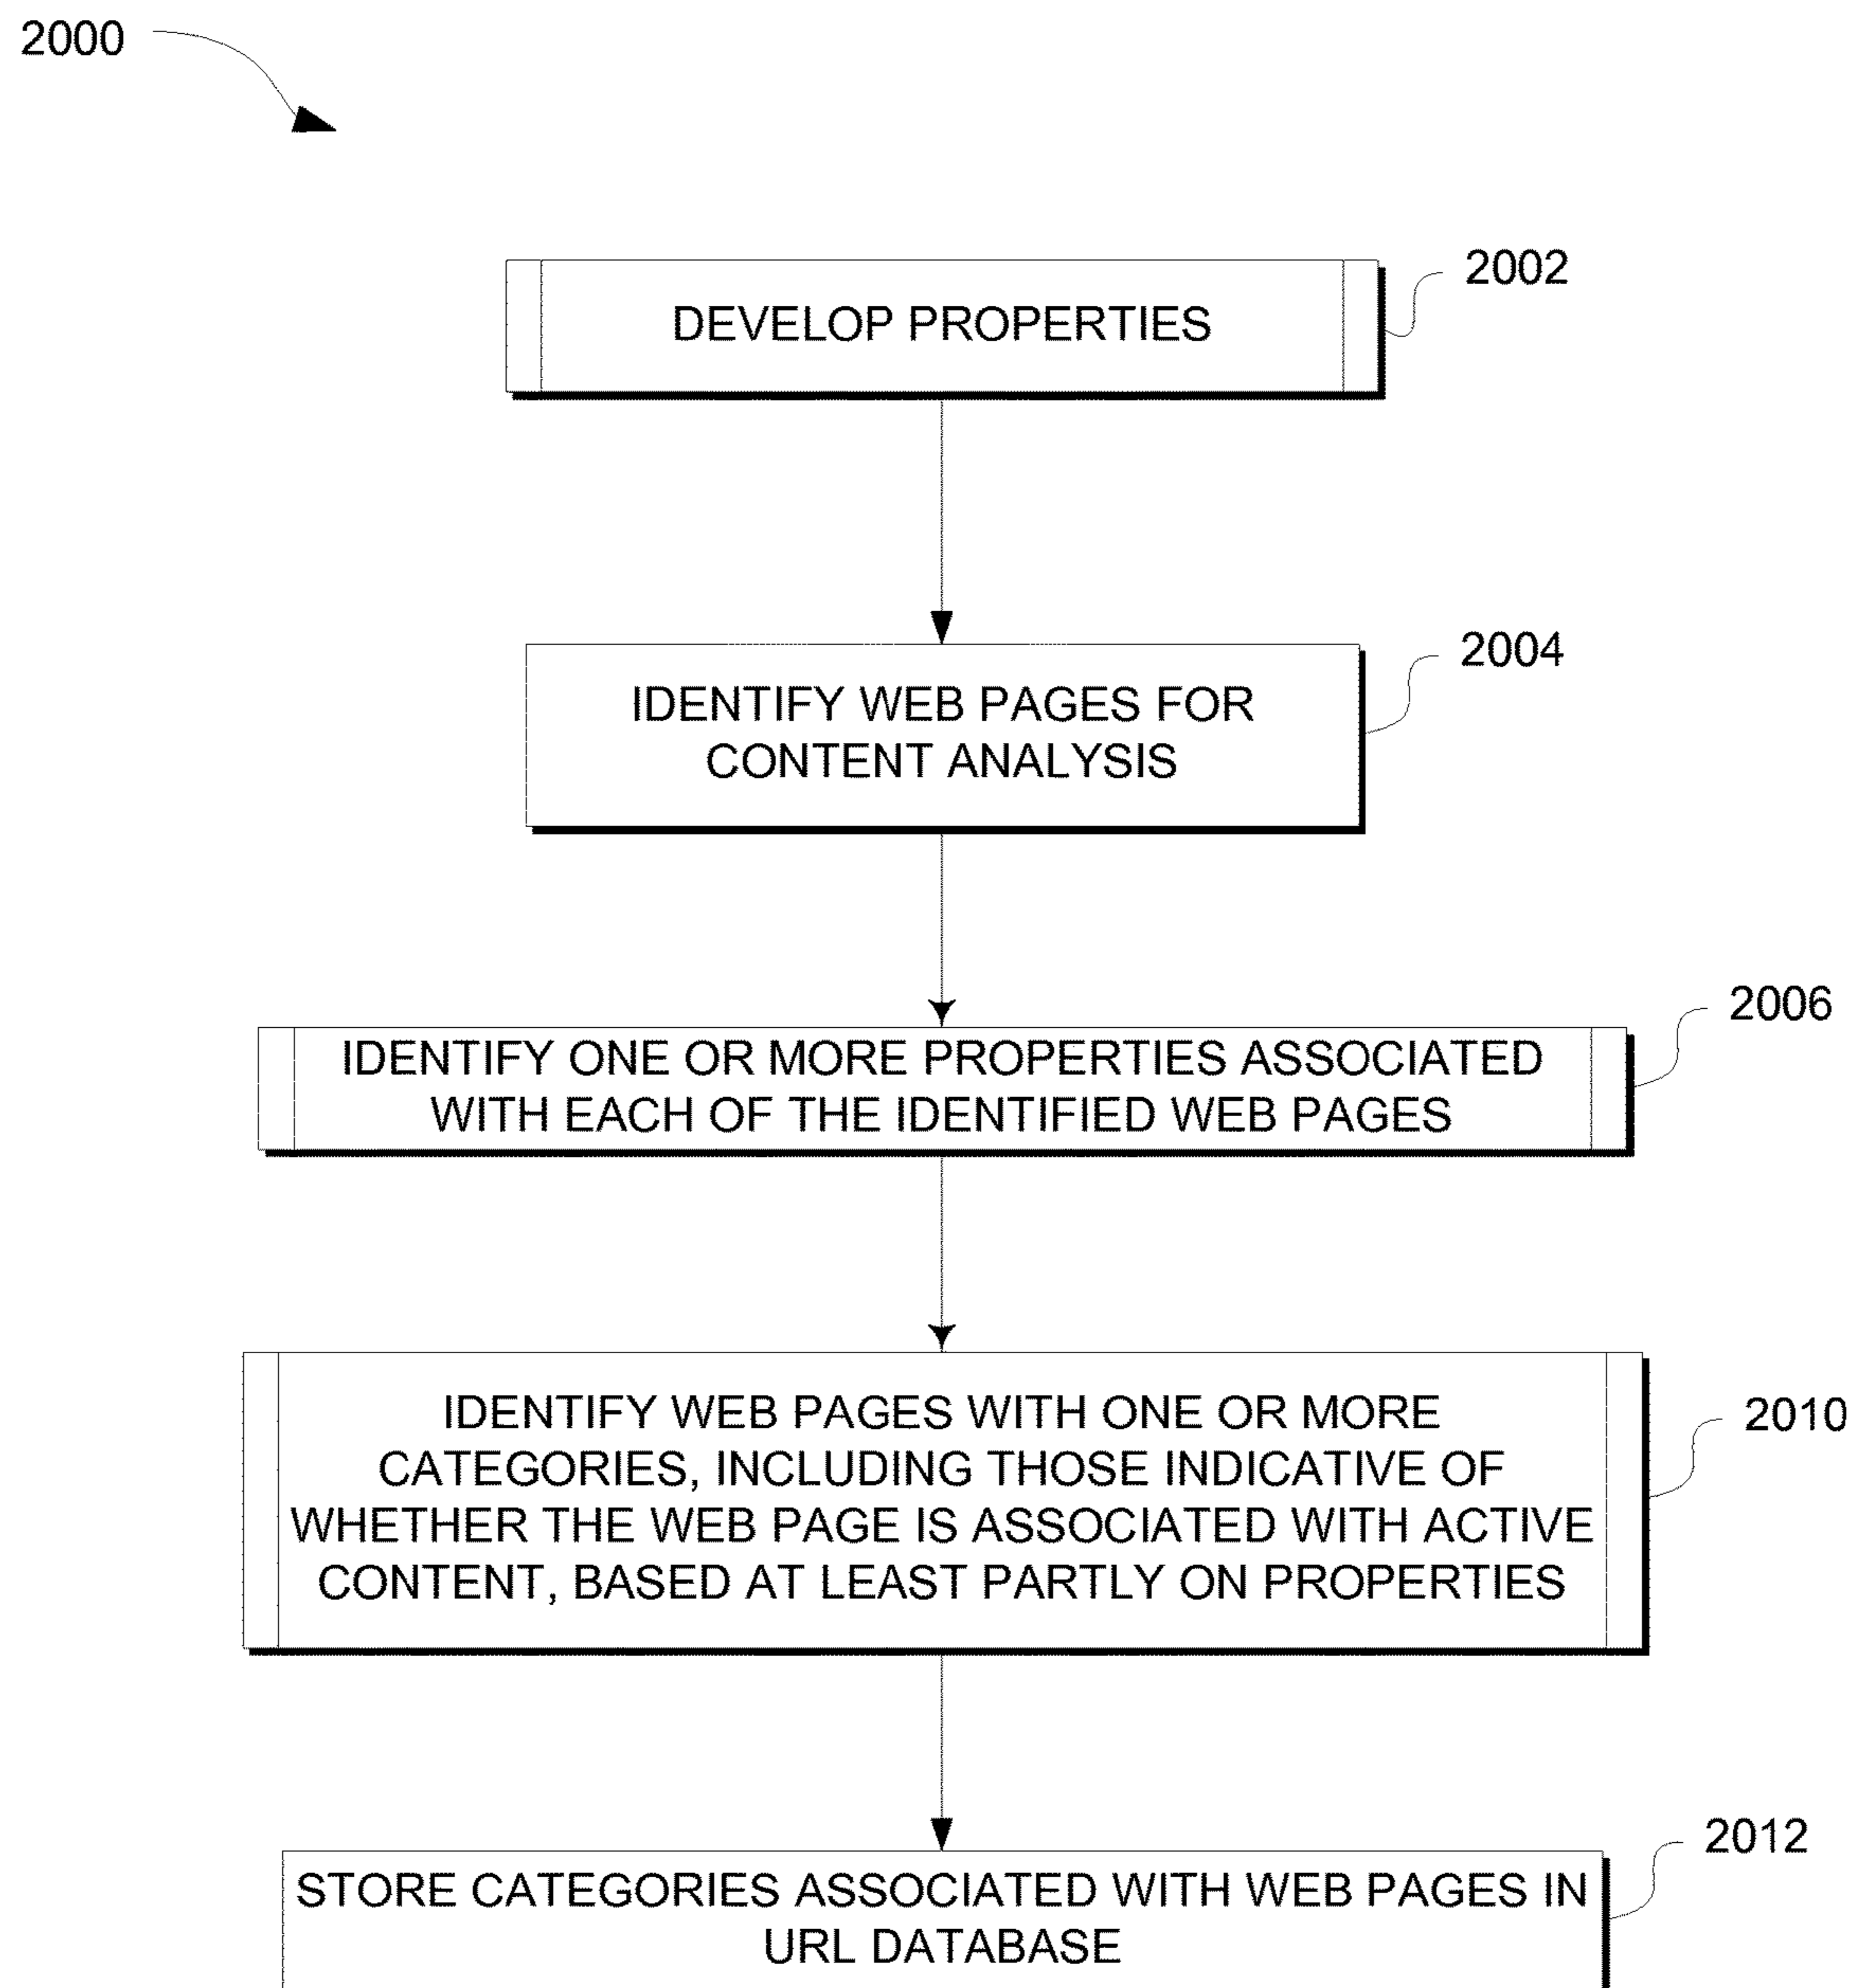 2000
2002
DEVELOP PROPERTIES
2004
IDENTIFY WEB PAGES FOR
CONTENT ANALYSIS
2006
IDENTIFY ONE OR MORE PROPERTIES ASSOCIATED
WITH EACH OF THE IDENTIFIED WEB PAGES
2010
IDENTIFY WEB PAGES WITH ONE OR MORE
CATEGORIES, INCLUDING THOSE INDICATIVE OF
WHETHER THE WEB PAGE IS ASSOCIATED WITH ACTIVE
CONTENT, BASED AT LEAST PARTLY ON PROPERTIES
2012
STORE CATEGORIES ASSOCIATED WITH WEB PAGES IN
URL DATABASE